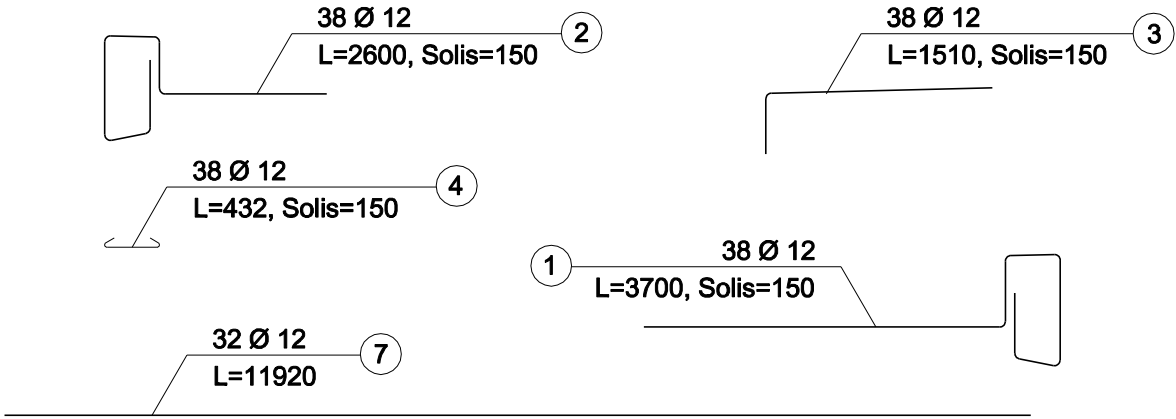 38 Ø 12
2
L=2600, Solis=150
38 Ø 12
3
L=1510, Solis=150
38 Ø 12
4
L=432, Solis=150
38 Ø 12
1
L=3700, Solis=150
32 Ø 12
7
L=11920